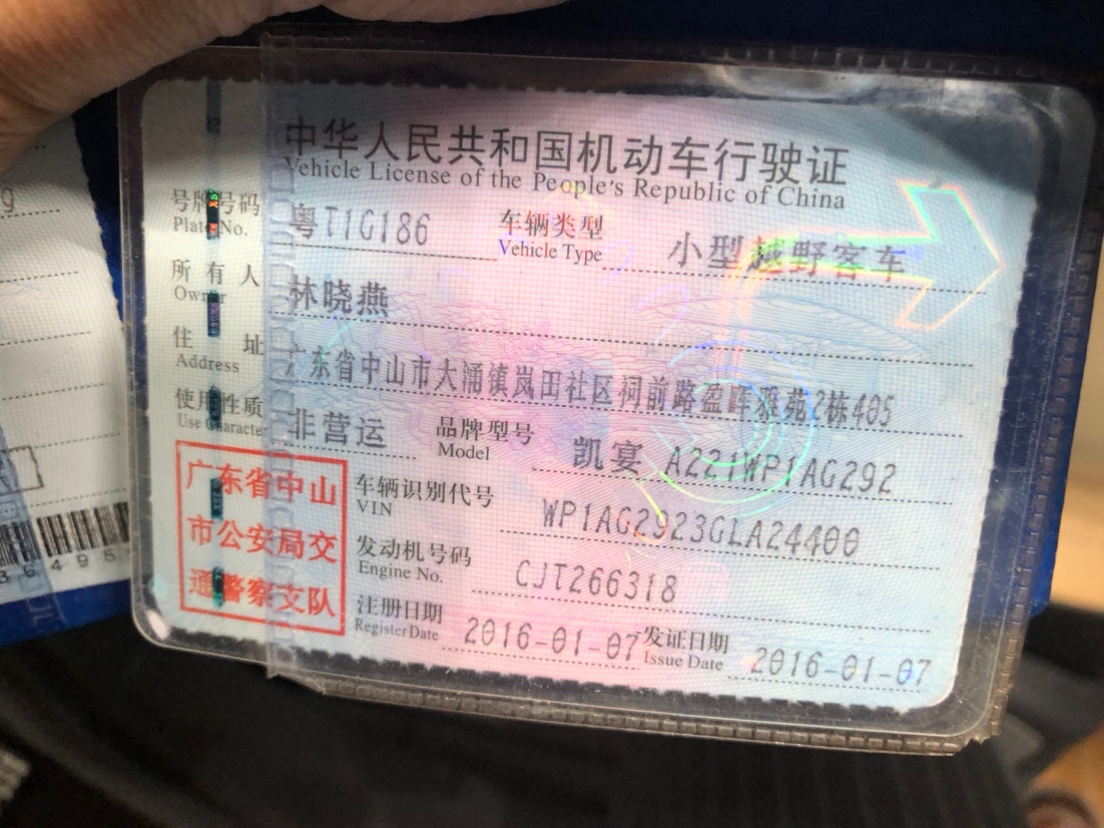 中华人民共和国机动车行驶证
Vehicle License of the People's Republic of China
号牌号码 粤T1G186 车辆类型 小型越野客车
Plate No. Vehicle Type
所有人 林晓燕
Owner
住址 广东省中山市大涌镇岚田社区祠前路盈晖雅苑2栋405
Address
使用性质 非营运 品牌型号 凯宴 A221WP1AG292
Use Character Model
广东省中山
市公安局交
通警察支队
车辆识别代号 WP1AG2923GLA24400
VIN
发动机号码 CJT266318
Engine No.
注册日期 2016-01-07 发证日期 2016-01-07
Register Date Issue Date
9
36495